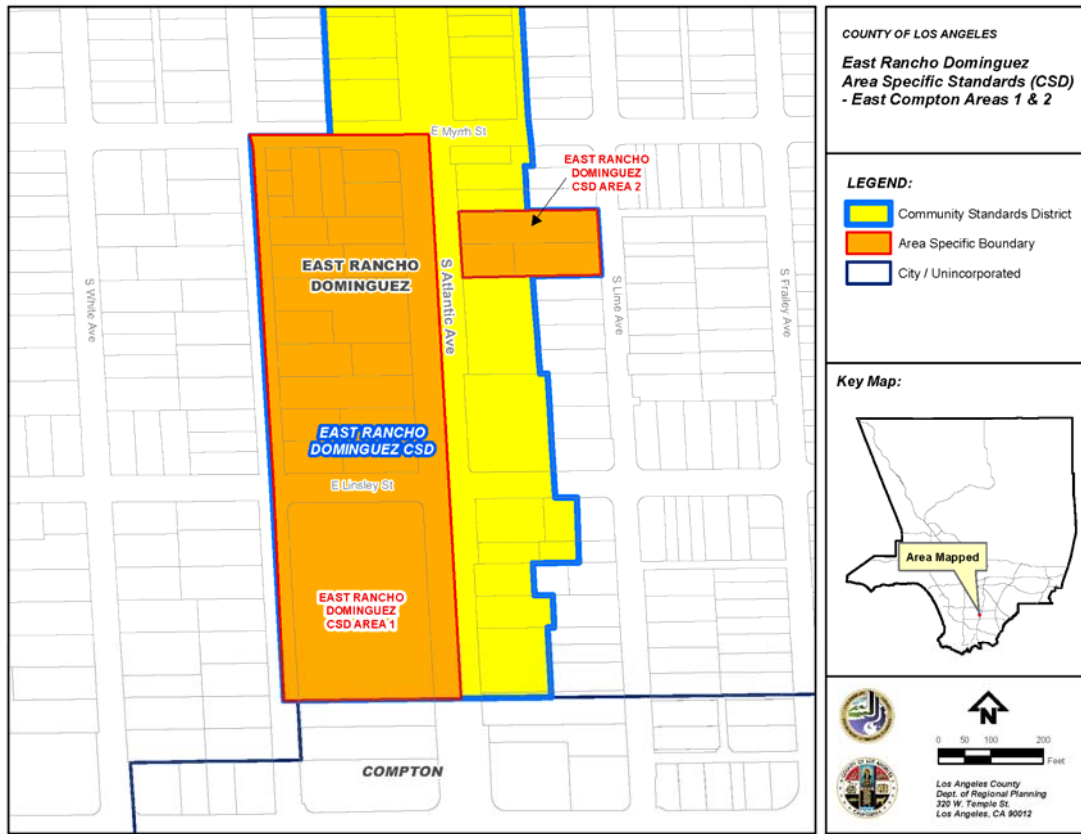 E Myrrh St
EAST RANCHO
DOMINGUEZ
CSD AREA 2
EAST RANCHO
DOMINGUEZ
S Atlantic Ave
S White Ave
S Lime Ave
S Frailey Ave
EAST RANCHO
DOMINGUEZ CSD
E Linsley St
EAST RANCHO
DOMINGUEZ
CSD AREA 1
COMPTON
COUNTY OF LOS ANGELES
East Rancho Dominguez
Area Specific Standards (CSD)
- East Compton Areas 1 & 2
LEGEND:
Community Standards District
Area Specific Boundary
City / Unincorporated
Key Map:
Area Mapped
N
0 50 100 200
Feet
Los Angeles County
Dept. of Regional Planning
320 W. Temple St.
Los Angeles, CA 90012